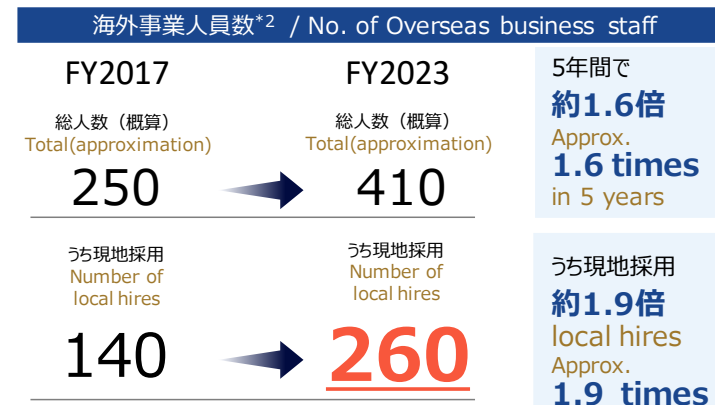 海外事業人員数*2 / No. of Overseas business staff
FY2017
総人数（概算）
Total(approximation)
250
FY2023
総人数（概算）
Total(approximation)
410
5年間で
約1.6倍
Approx.
1.6 times
in 5 years
うち現地採用
Number of
local hires
140
うち現地採用
Number of
local hires
260
うち現地採用
約1.9倍
local hires
Approx.
1.9 times